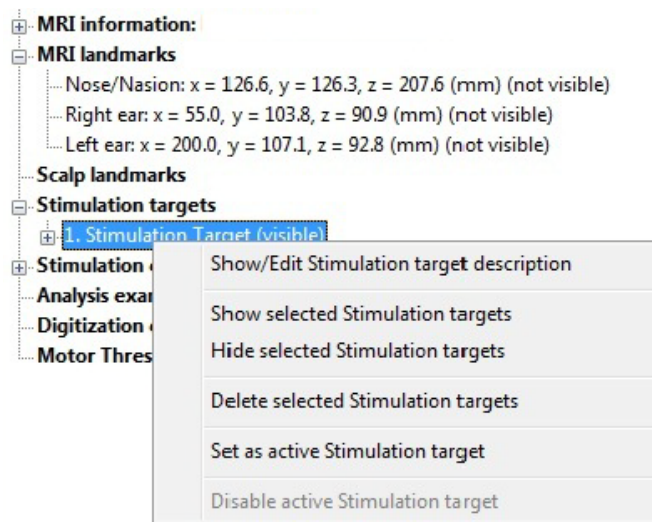 MRI information:
MRI landmarks
Nose/Nasion: x = 126.6, y = 126.3, z = 207.6 (mm) (not visible)
Right ear: x = 55.0, y = 103.8, z = 90.9 (mm) (not visible)
Left ear: x = 200.0, y = 107.1, z = 92.8 (mm) (not visible)
Scalp landmarks
Stimulation targets
1. Stimulation Target (visible)
Stimulation
Show/Edit Stimulation target description
Analysis exa
Show selected Stimulation targets
Digitization
Hide selected Stimulation targets
Motor Thres
Delete selected Stimulation targets
Set as active Stimulation target
Disable active Stimulation target